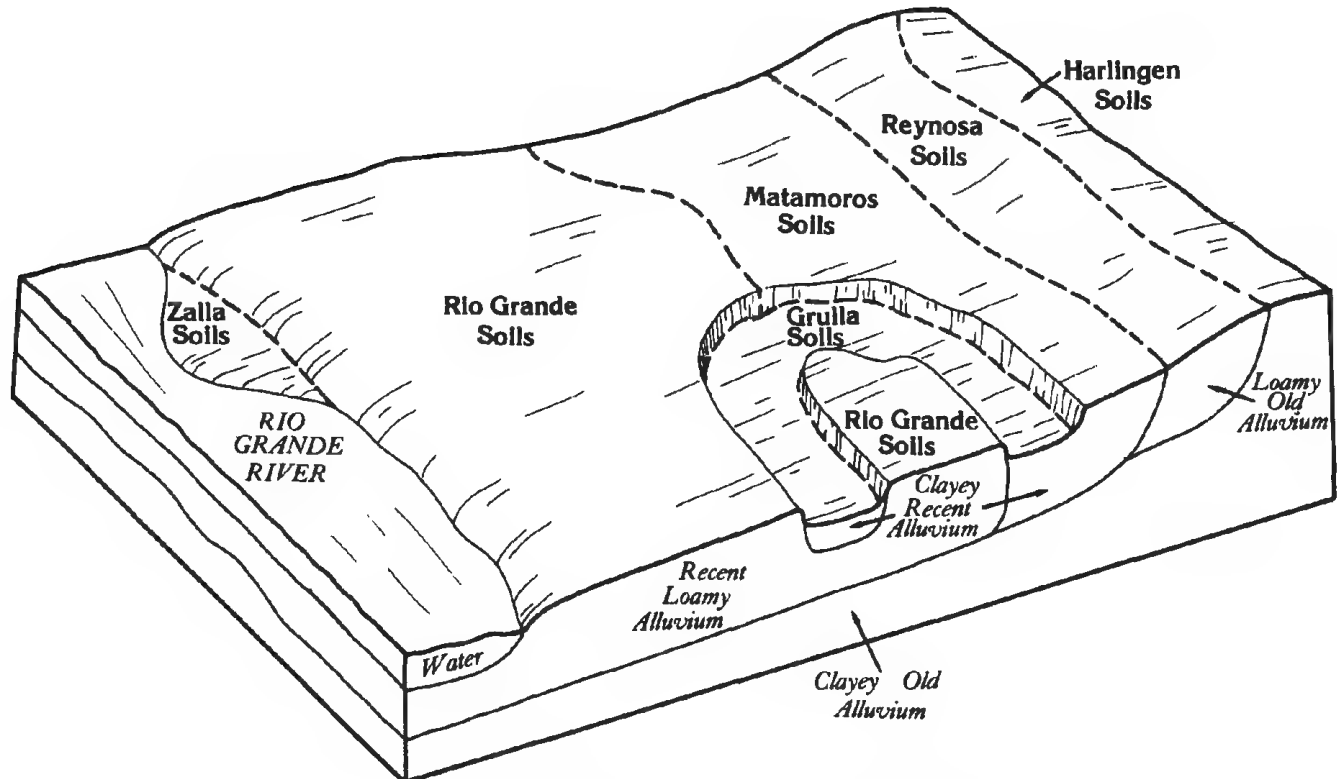 Harlingen
Soils
Reynosa
Soils
Matamoros
Soils
Zalla
Soils
Rio Grande
Soils
Grulla
Soils
RIO
GRANDE
RIVER
Rio Grande
Soils
Loamy
Old
Alluvium
Clayey
Recent
Alluvium
Recent
Loamy
Alluvium
Water
Clayey Old
Alluvium